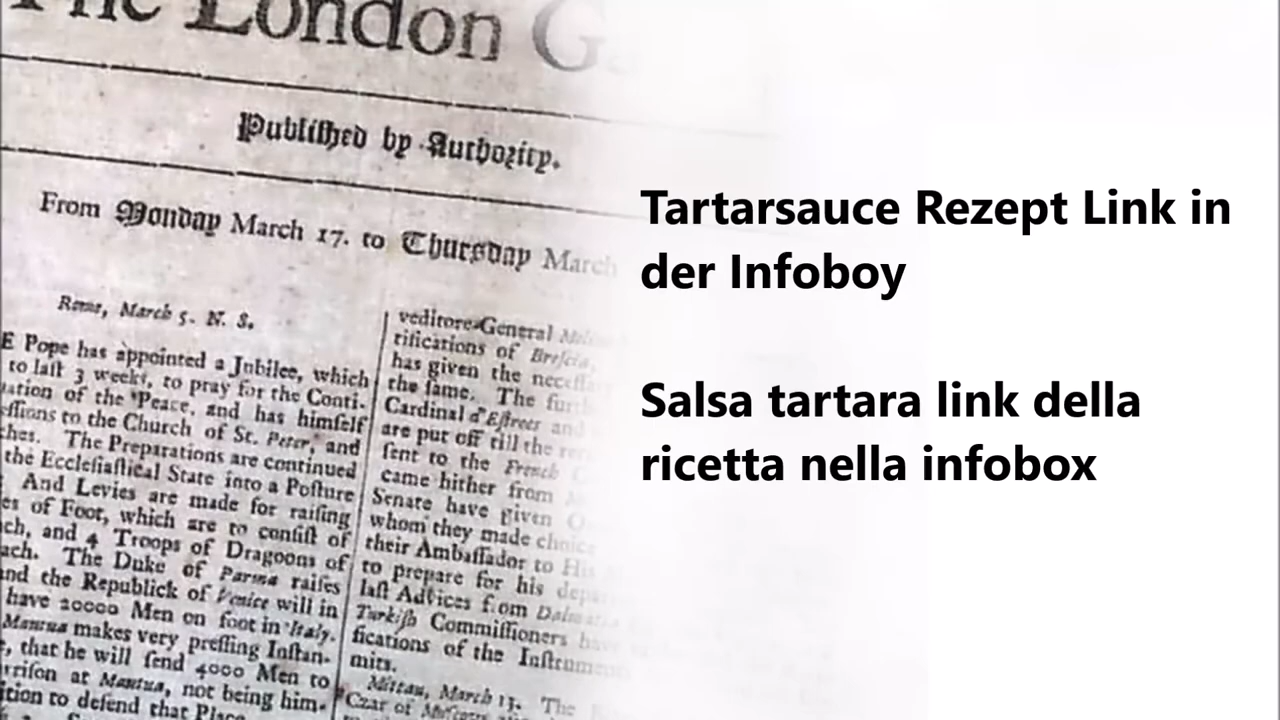 The London G
Publiſhed by Authority.
From Monday March 17. to Thursday March
Rome, March 5. N. S.
E Pope has appointed a Jubilee, which
to laſt 3 weeks, to pray for the Conti-
uation of the Peace, and has himſelf
eſſions to the Church of St. Peter, and
ches. The Preparations are continued
the Eccleſiaſtical State into a Poſture
And Levies are made for raiſing
es of Foot, which are to conſiſt of
ch, and 4 Troops of Dragoons of
ach. The Duke of Parma raiſes
and the Republick of Venice will in
have 20000 Men on foot in Italy.
Mantua makes very preſſing Inſtan-
, that he will ſend 4000 Men to
rriſon at Mantua, not being him-
ition to defend that Place.
veditore-General
rifications of Breſcia,
has given the neceſſar
the ſame. The
Cardinal d'Eſtrees and
are put off till the
ſent to the French
came hither from
Senate have given
whom they made choice
their Ambaſſador to His
to prepare for his
laſt Advices from
Turkiſh Commiſſioners have
fications of the Inſtrument
mits.
Mittau, March 13. The
Czar of
Tartarsauce Rezept Link in
der Infoboy
Salsa tartara link della
ricetta nella infobox